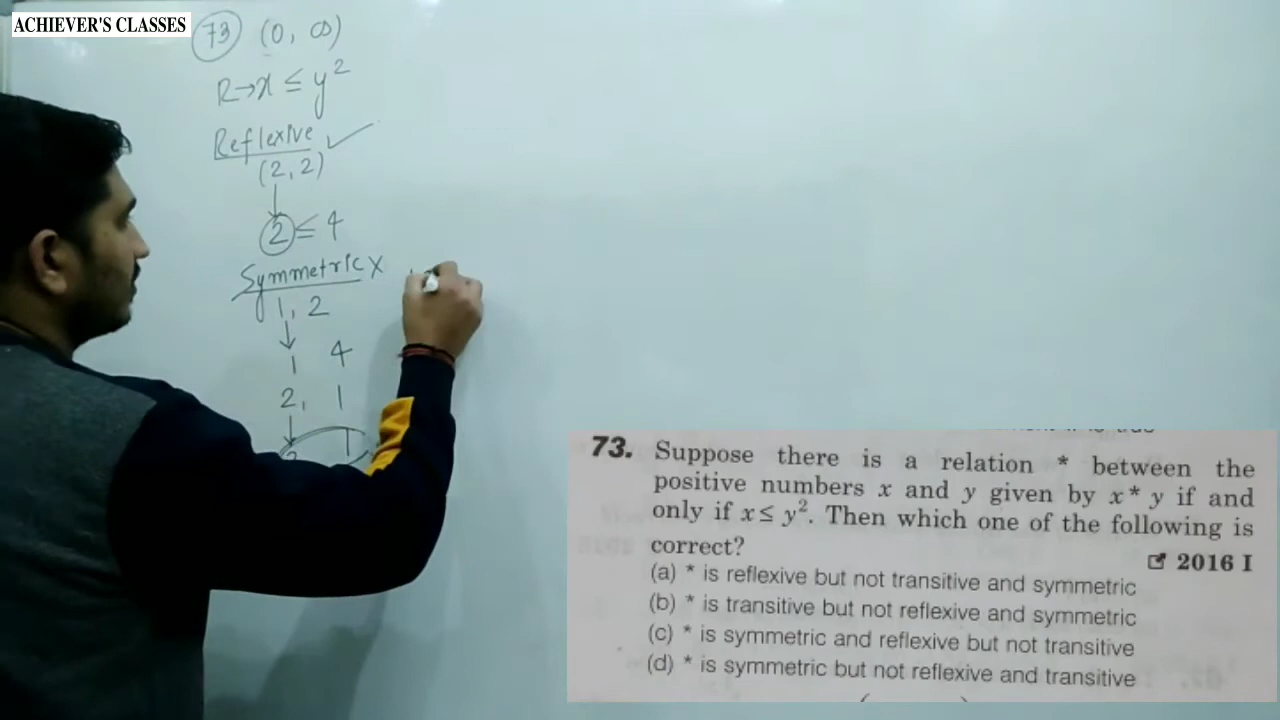 ACHIEVER'S CLASSES
73 (0, ∞)
R→x ≤ y²
Reflexive ✓
(2,2)
↓
2 ≤ 4
Symmetric X
1, 2
↓
1 4
2, 1
↓
1
73. Suppose there is a relation * between the
positive numbers x and y given by x* y if and
only if x≤ y². Then which one of the following is
correct?
2016 I
(a) * is reflexive but not transitive and symmetric
(b) * is transitive but not reflexive and symmetric
(c) * is symmetric and reflexive but not transitive
(d) * is symmetric but not reflexive and transitive